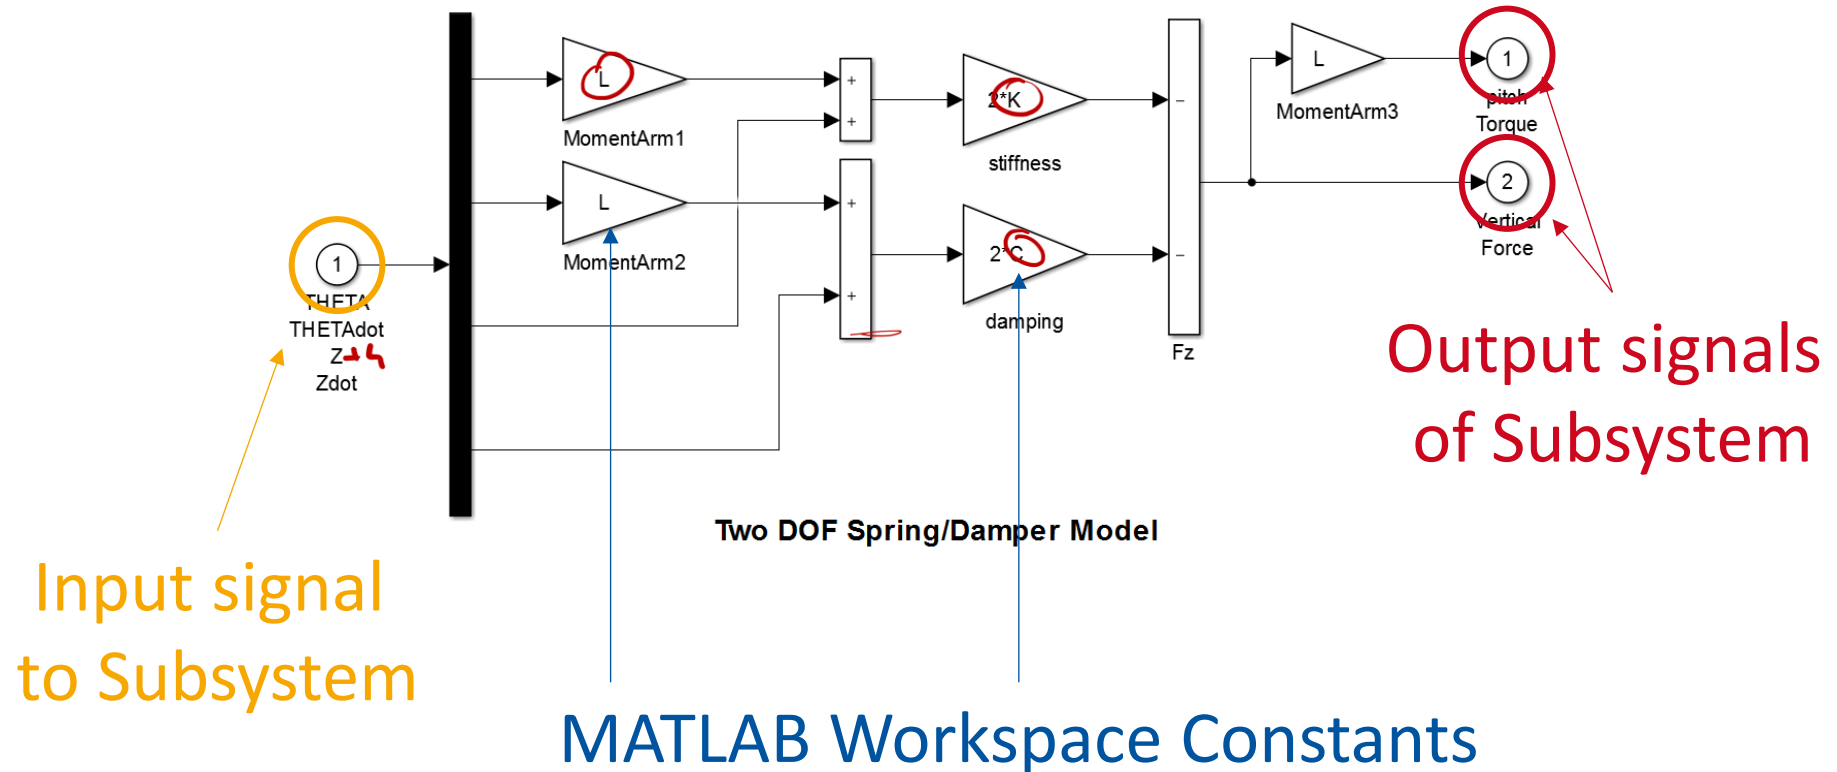 L
MomentArm1
+
+
2*K
stiffness
−
L
MomentArm3
1
pitch
Torque
L
MomentArm2
+
+
2*C
damping
−
Fz
2
Vertical
Force
1
THETA
THETAdot
Z→h
Zdot
Output signals
of Subsystem
Two DOF Spring/Damper Model
Input signal
to Subsystem
MATLAB Workspace Constants